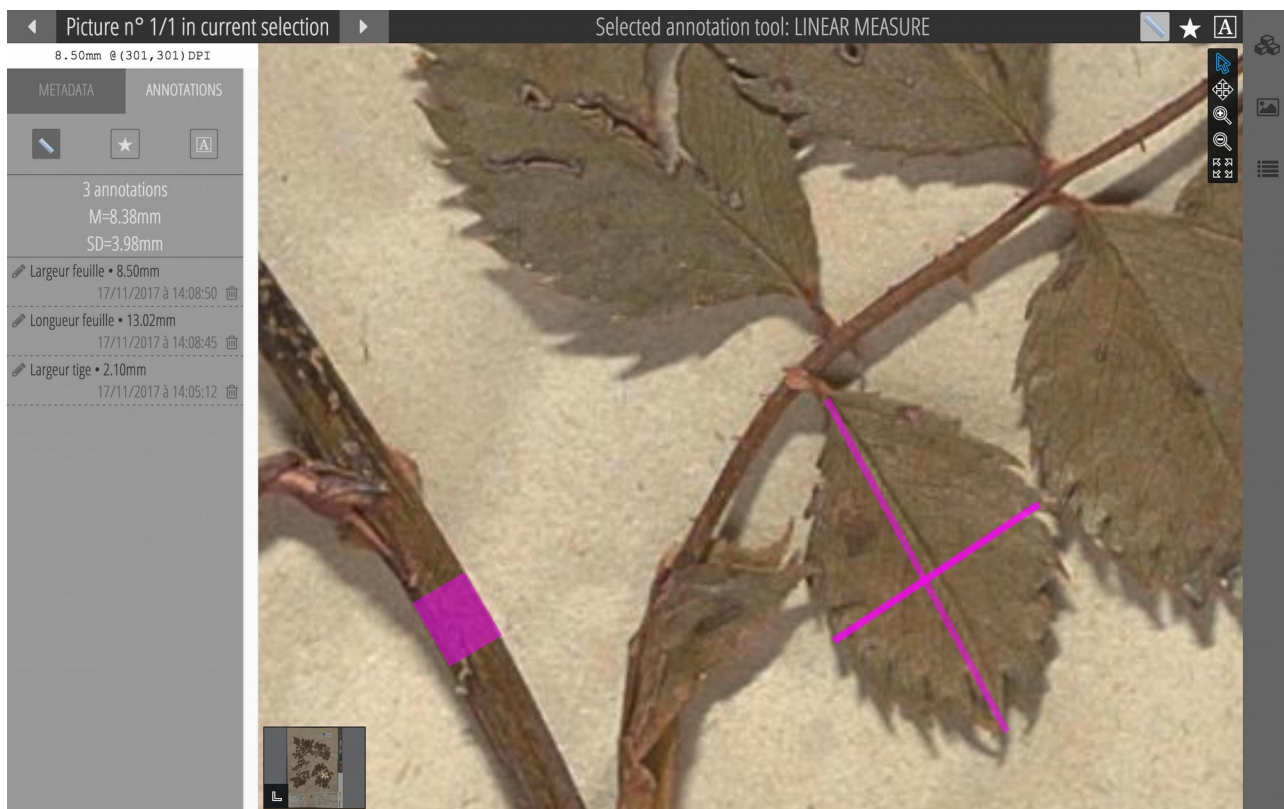 Picture n° 1/1 in current selection
Selected annotation tool: LINEAR MEASURE
A
8.50mm @(301,301)DPI
METADATA
ANNOTATIONS
A
3 annotations
M=8.38mm
SD=3.98mm
Largeur feuille • 8.50mm
17/11/2017 à 14:08:50
Longueur feuille • 13.02mm
17/11/2017 à 14:08:45
Largeur tige • 2.10mm
17/11/2017 à 14:05:12